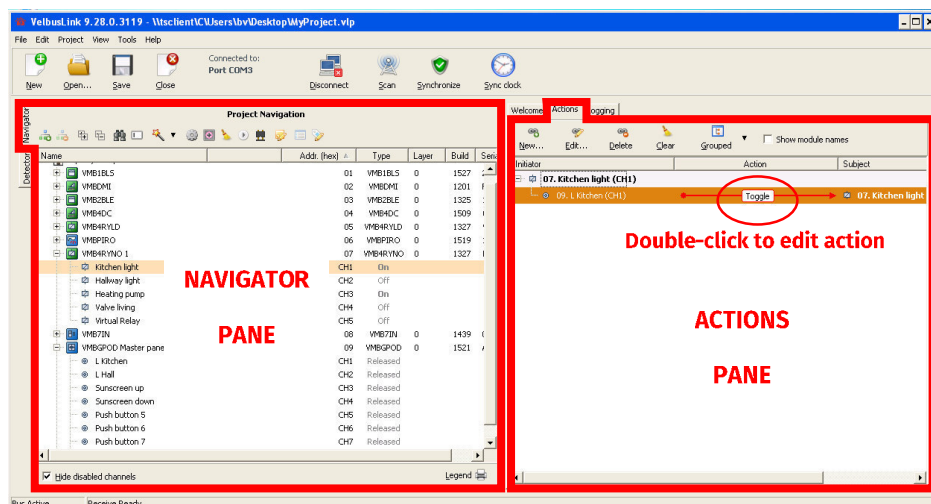 VelbusLink 9.28.0.3119 - \\tsclient\C\Users\bv\Desktop\MyProject.vlp
File Edit Project View Tools Help
New Open... Save Close Connected to: Port COM3 Disconnect Scan Synchronize Sync clock
Navigator
Detector
Project Navigation
Name Addr. (hex) Type Layer Build
VMB1BLS 01 VMB1BLS 0 1527
VMBDMI 02 VMBDMI 0 1201
VMB2BLE 03 VMB2BLE 0 1325
VMB4DC 04 VMB4DC 0 1509
VMB4RYLD 05 VMB4RYLD 0 1327
VMBPIRO 06 VMBPIRO 0 1519
VMB4RYNO 1 07 VMB4RYNO 0 1327
Kitchen light CH1 On
Hallway light CH2 Off
Heating pump CH3 On
Valve living CH4 Off
Virtual Relay CH5 Off
VMB7IN 08 VMB7IN 0 1439
VMBGPOD Master pane 09 VMBGPOD 0 1521
L Kitchen CH1 Released
L Hall CH2 Released
Sunscreen up CH3 Released
Sunscreen down CH4 Released
Push button 5 CH5 Released
Push button 6 CH6 Released
Push button 7 CH7 Released
NAVIGATOR
PANE
Hide disabled channels Legend
Welcome Actions ogging
New... Edit... Delete Clear Grouped Show module names
Initiator Action Subject
07. Kitchen light (CH1)
09. L Kitchen (CH1) Toggle 07. Kitchen light
Double-click to edit action
ACTIONS
PANE
Bus Active Receive Ready